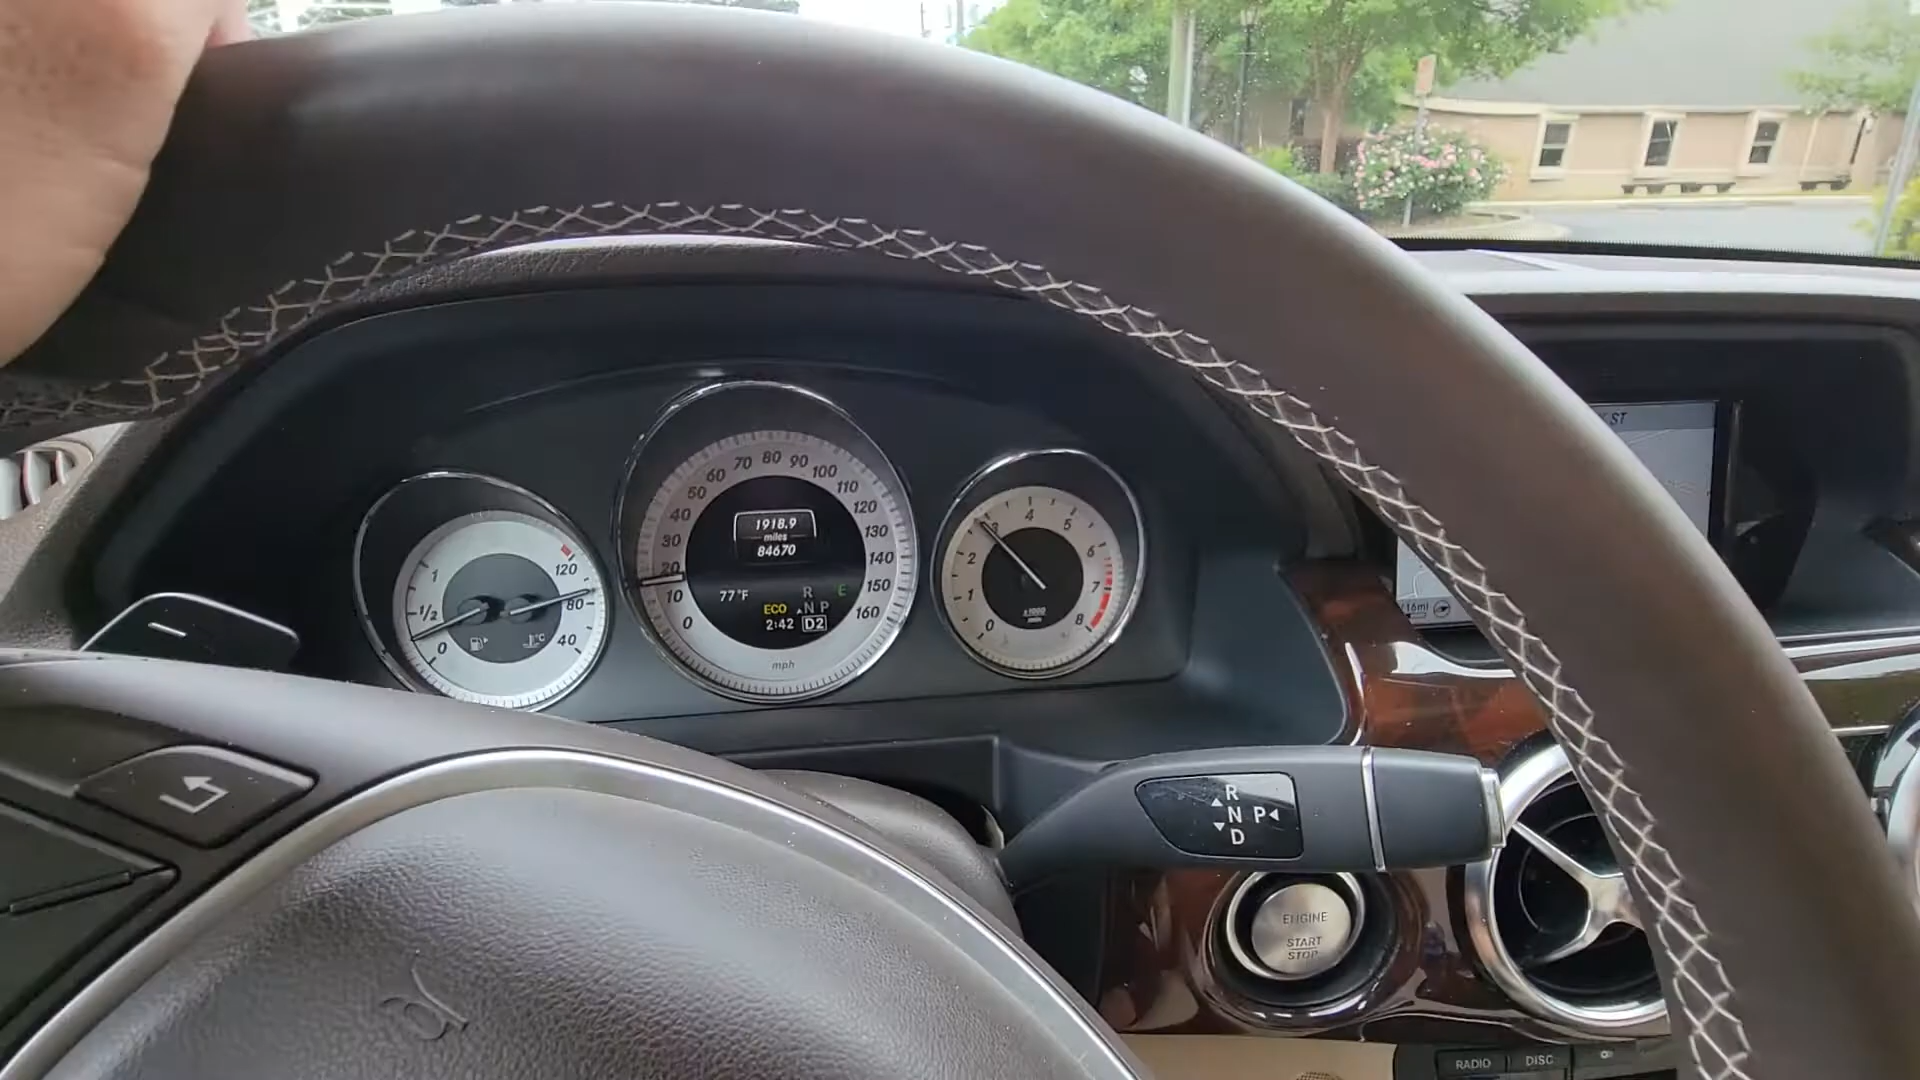 ST
/16mi
1
1/2
0
120
80
40
°C
0
10
20
30
40
50
60
70
80
90
100
110
120
130
140
150
160
mph
1918.9
miles
84670
77°F
R E
ECO N P
2:42 D2
0
1
2
3
4
5
6
7
8
x1000
R
N P
D
ENGINE
START
STOP
RADIO DISC